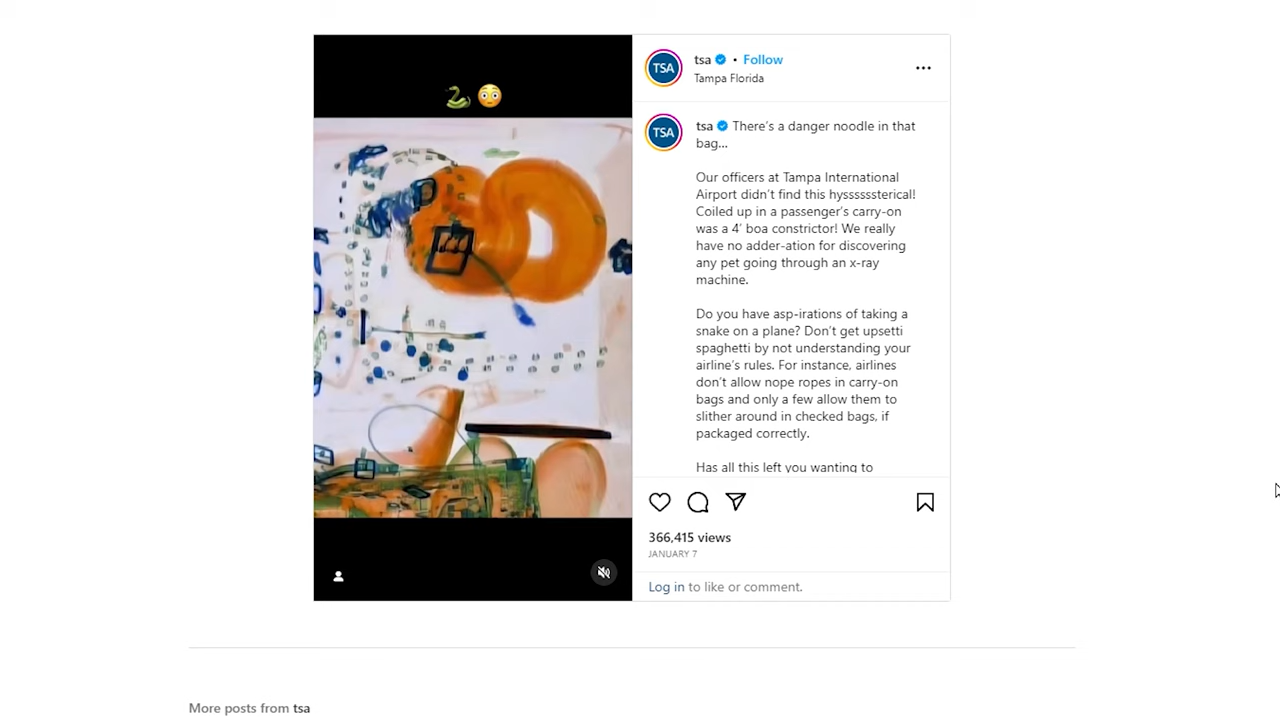 tsa • Follow
Tampa Florida
TSA
tsa There's a danger noodle in that
bag...
Our officers at Tampa International
Airport didn't find this hysssssssterical!
Coiled up in a passenger's carry-on
was a 4' boa constrictor! We really
have no adder-ation for discovering
any pet going through an x-ray
machine.
Do you have asp-irations of taking a
snake on a plane? Don't get upsetti
spaghetti by not understanding your
airline's rules. For instance, airlines
don't allow nope ropes in carry-on
bags and only a few allow them to
slither around in checked bags, if
packaged correctly.
Has all this left you wanting to
TSA
366,415 views
JANUARY 7
Log in to like or comment.
More posts from tsa